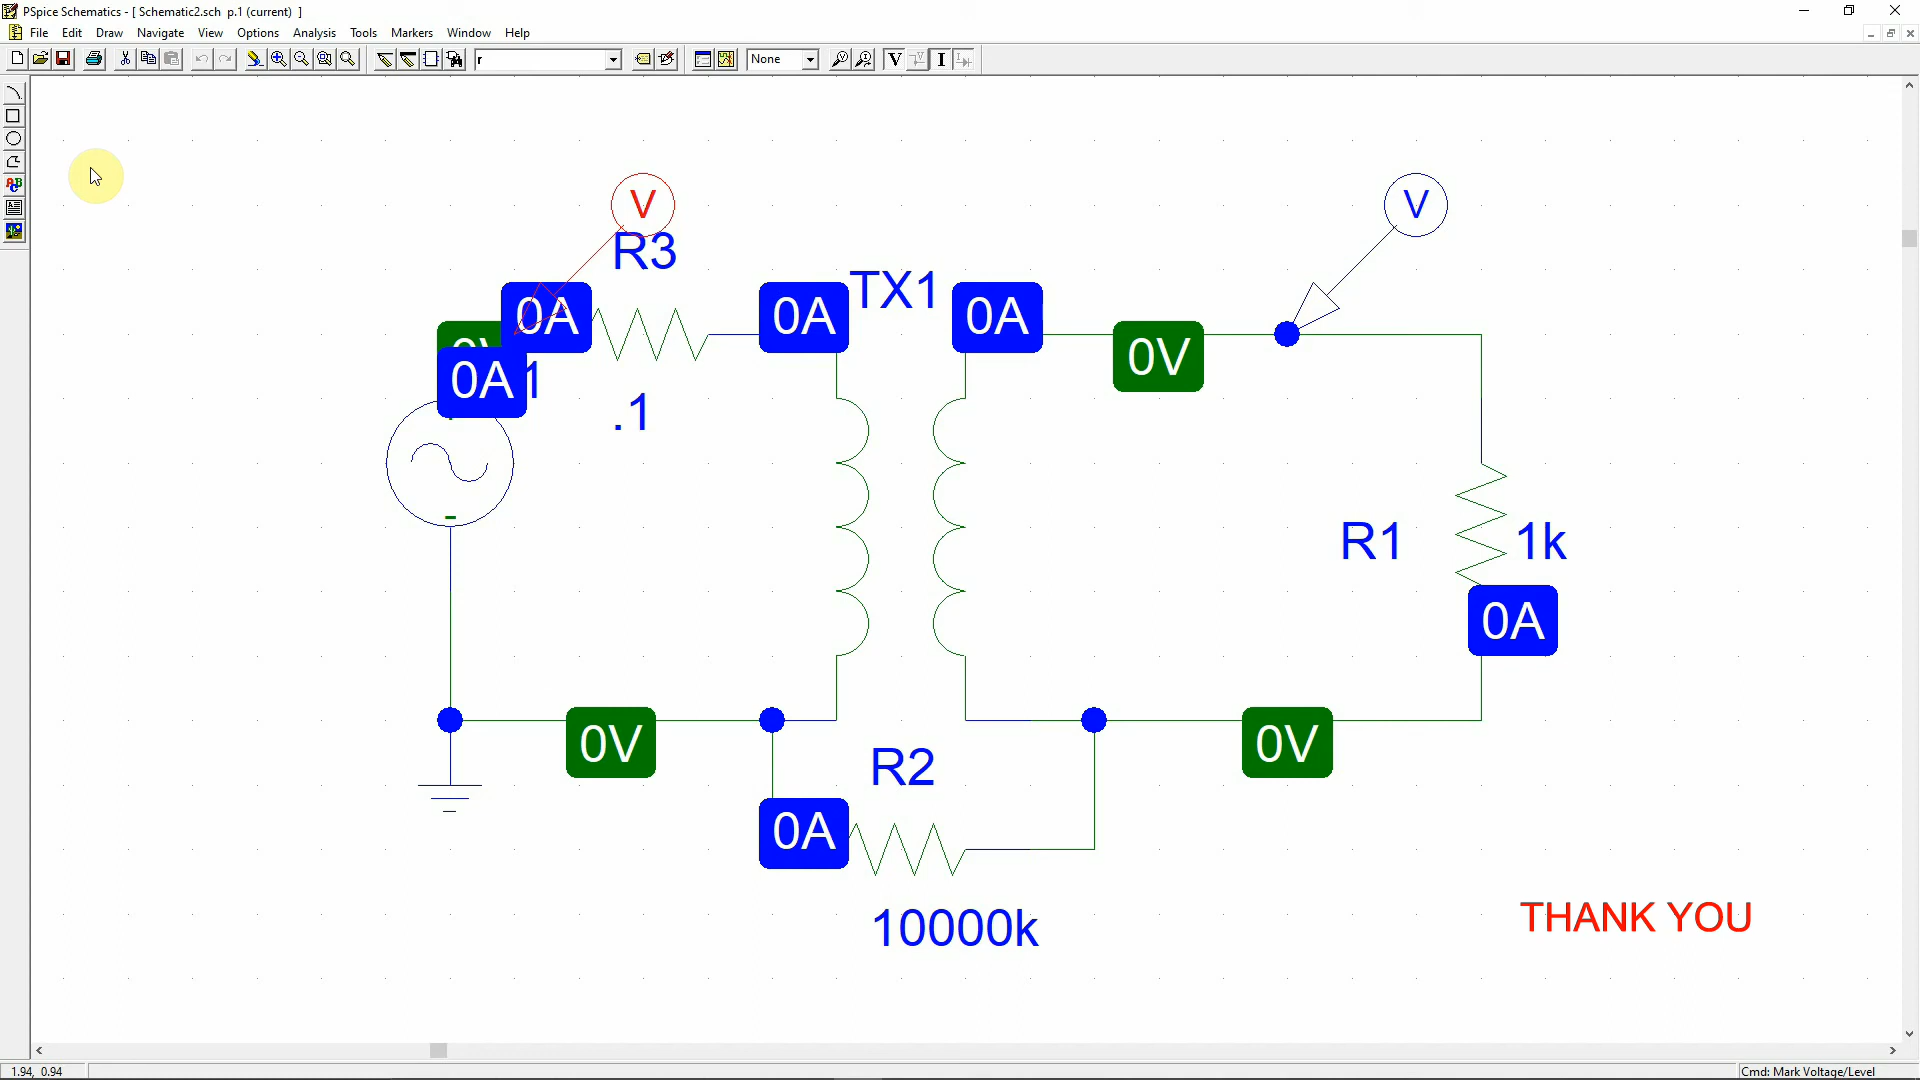 PSpice Schematics - [ Schematic2.sch p.1 (current) ]
File Edit Draw Navigate View Options Analysis Tools Markers Window Help
r None V I
ABC
V V
R3
TX1
0A 0A 0A
0V
0A 1
.1
R1 1k
0A
0V 0V
R2
0A
10000k
THANK YOU
1.94, 0.94 Cmd: Mark Voltage/Level